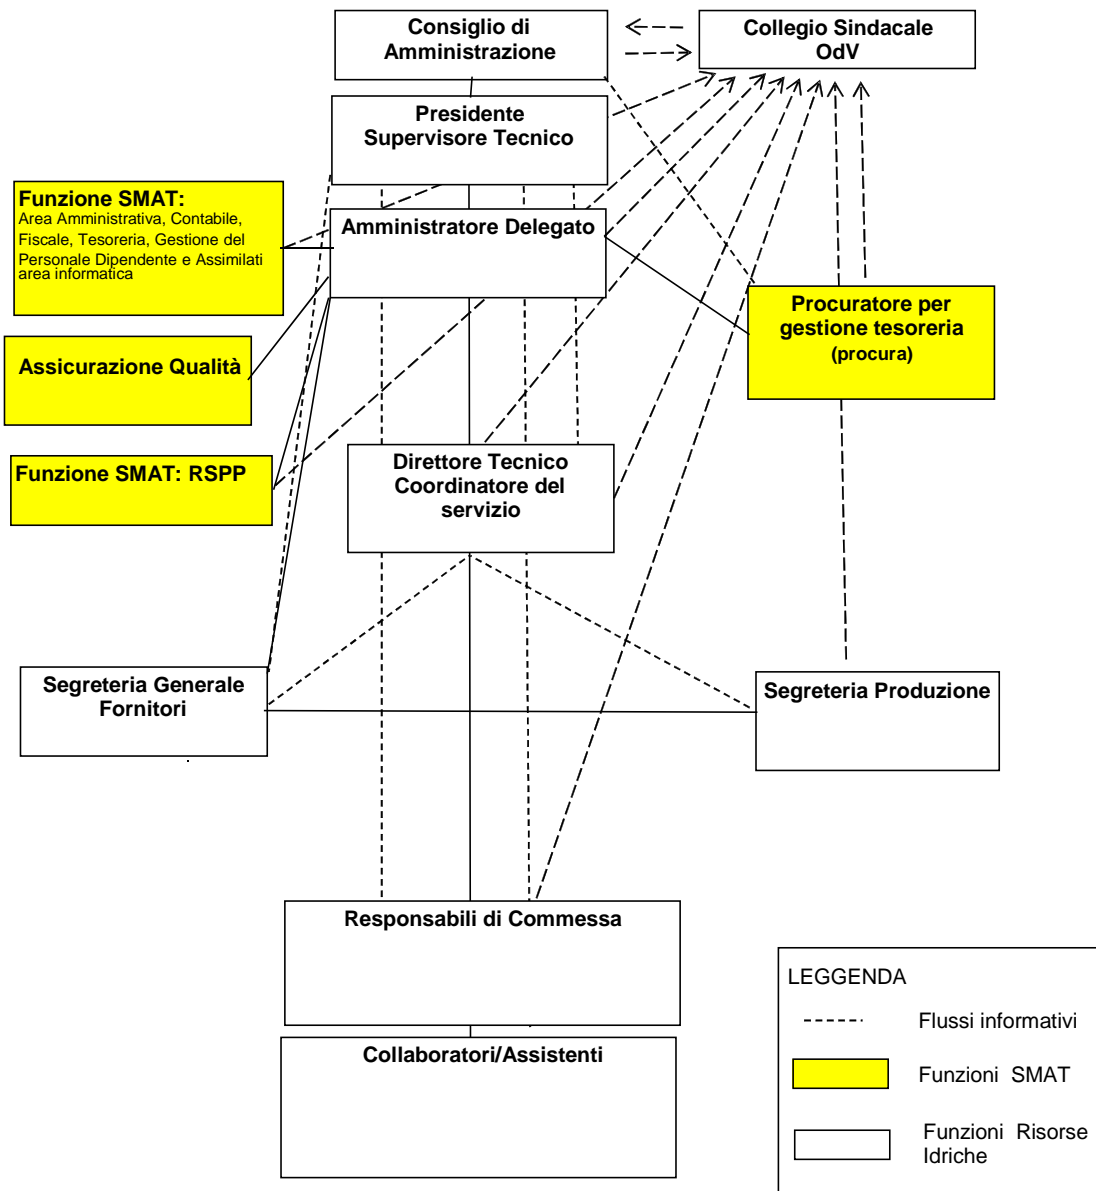 Consiglio di
Amministrazione
Collegio Sindacale
OdV
Presidente
Supervisore Tecnico
Funzione SMAT:
Area Amministrativa, Contabile,
Fiscale, Tesoreria, Gestione del
Personale Dipendente e Assimilati
area informatica
Amministratore Delegato
Procuratore per
gestione tesoreria
(procura)
Assicurazione Qualità
Funzione SMAT: RSPP
Direttore Tecnico
Coordinatore del
servizio
Segreteria Generale
Fornitori
Segreteria Produzione
Responsabili di Commessa
Collaboratori/Assistenti
LEGGENDA
Flussi informativi
Funzioni SMAT
Funzioni Risorse
Idriche